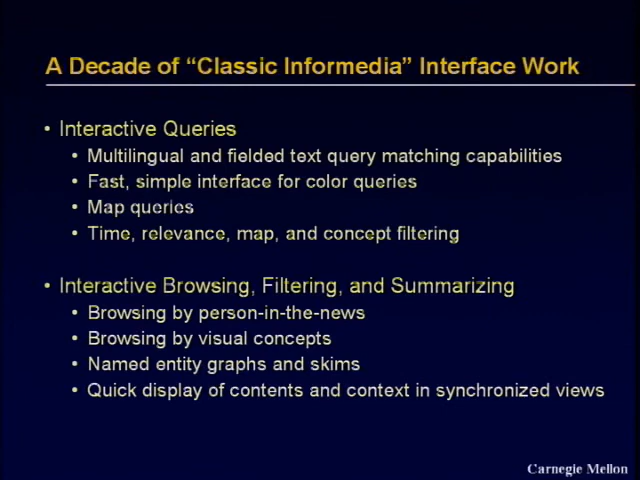 A Decade of “Classic Informedia” Interface Work
• Interactive Queries
• Multilingual and fielded text query matching capabilities
• Fast, simple interface for color queries
• Map queries
• Time, relevance, map, and concept filtering
• Interactive Browsing, Filtering, and Summarizing
• Browsing by person-in-the-news
• Browsing by visual concepts
• Named entity graphs and skims
• Quick display of contents and context in synchronized views
Carnegie Mellon